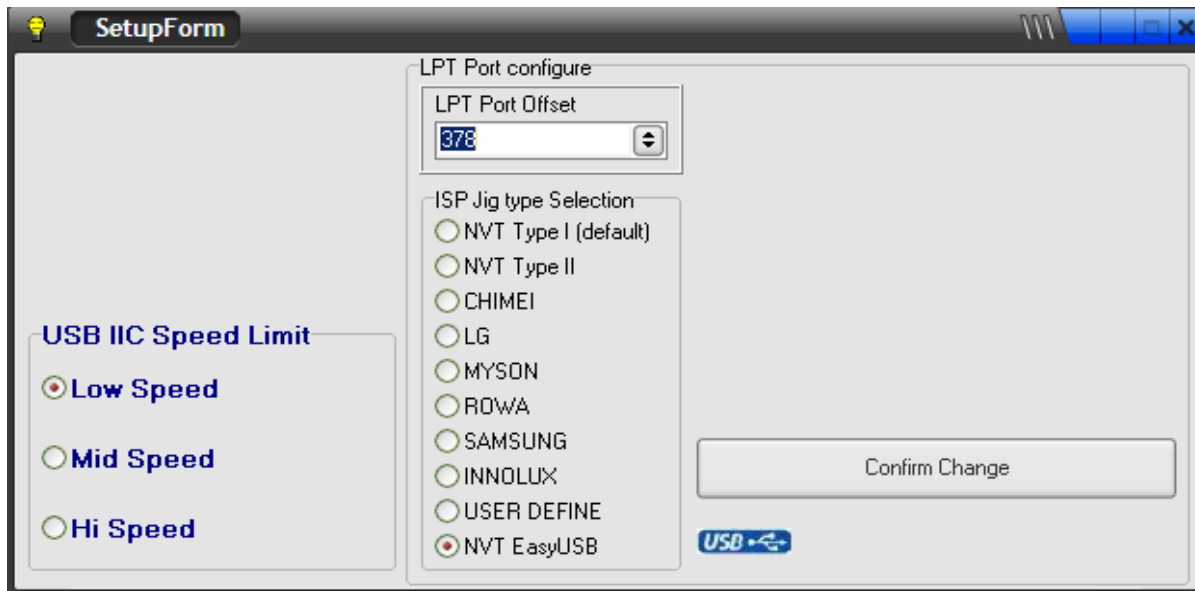 SetupForm
LPT Port configure
LPT Port Offset
378
ISP Jig type Selection
NVT Type I (default)
NVT Type II
CHIMEI
LG
MYSON
ROWA
SAMSUNG
INNOLUX
USER DEFINE
NVT EasyUSB
USB IIC Speed Limit
Low Speed
Mid Speed
Hi Speed
Confirm Change
USB